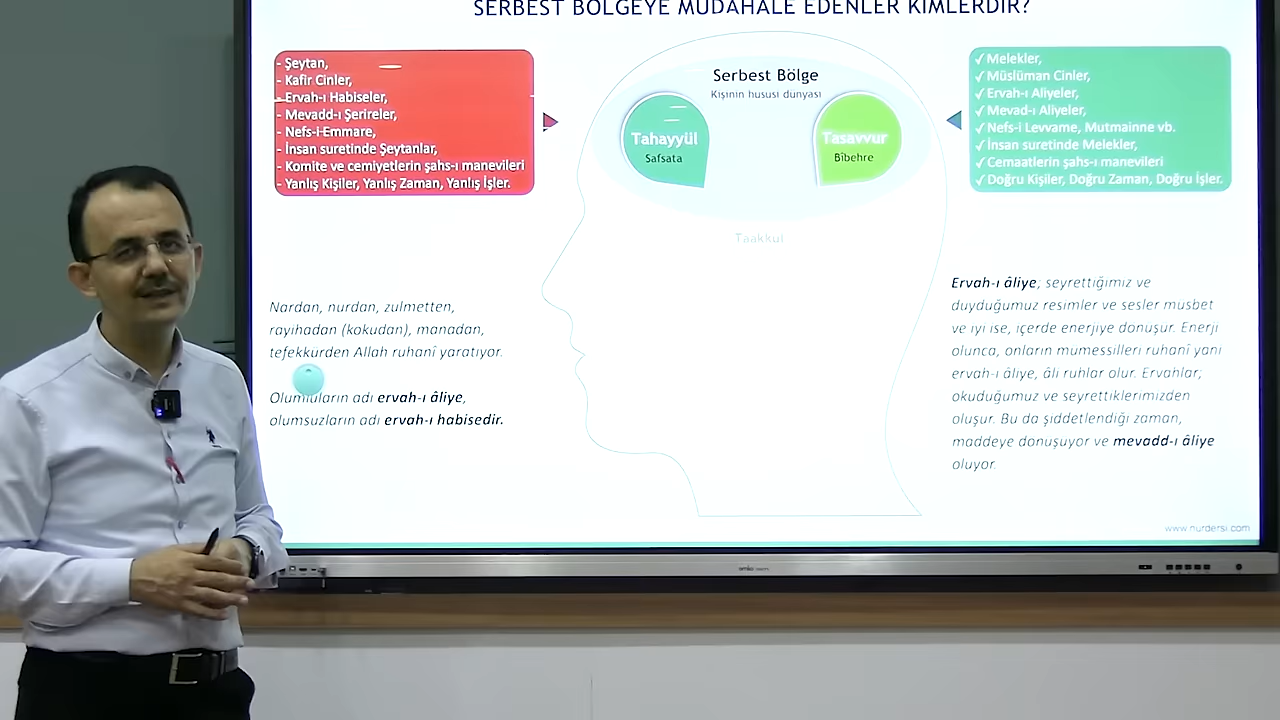 SERBEST BÖLGEYE MÜDAHALE EDENLER KİMLERDİR?
- Şeytan,
- Kafir Cinler,
- Ervah-ı Habiseler,
- Mevadd-ı Şerireler,
- Nefs-i Emmare,
- İnsan suretinde Şeytanlar,
- Komite ve cemiyetlerin şahs-ı manevileri
- Yanlış Kişiler, Yanlış Zaman, Yanlış İşler.
Serbest Bölge
Kişinin hususi dünyası
Tahayyül
Safsata
Tasavvur
Bîbehre
Taakkul
✓ Melekler,
✓ Müslüman Cinler,
✓ Ervah-ı Aliyeler,
✓ Mevad-ı Aliyeler,
✓ Nefs-i Levvame, Mutmainne vb.
✓ İnsan suretinde Melekler,
✓ Cemaatlerin şahs-ı manevileri
✓ Doğru Kişiler, Doğru Zaman, Doğru İşler.
Nardan, nurdan, zulmetten,
rayihadan (kokudan), manadan,
tefekkürden Allah ruhanî yaratıyor.
Olumluların adı ervah-ı âliye,
olumsuzların adı ervah-ı habisedir.
Ervah-ı âliye; seyrettiğimiz ve
duyduğumuz resimler ve sesler müsbet
ve iyi ise, içerde enerjiye dönüşür. Enerji
olunca, onların mümessilleri ruhanî yani
ervah-ı âliye, âli ruhlar olur. Ervahlar;
okuduğumuz ve seyrettiklerimizden
oluşur. Bu da şiddetlendiği zaman,
maddeye dönüşüyor ve mevadd-ı âliye
oluyor.
www.nurdersi.com